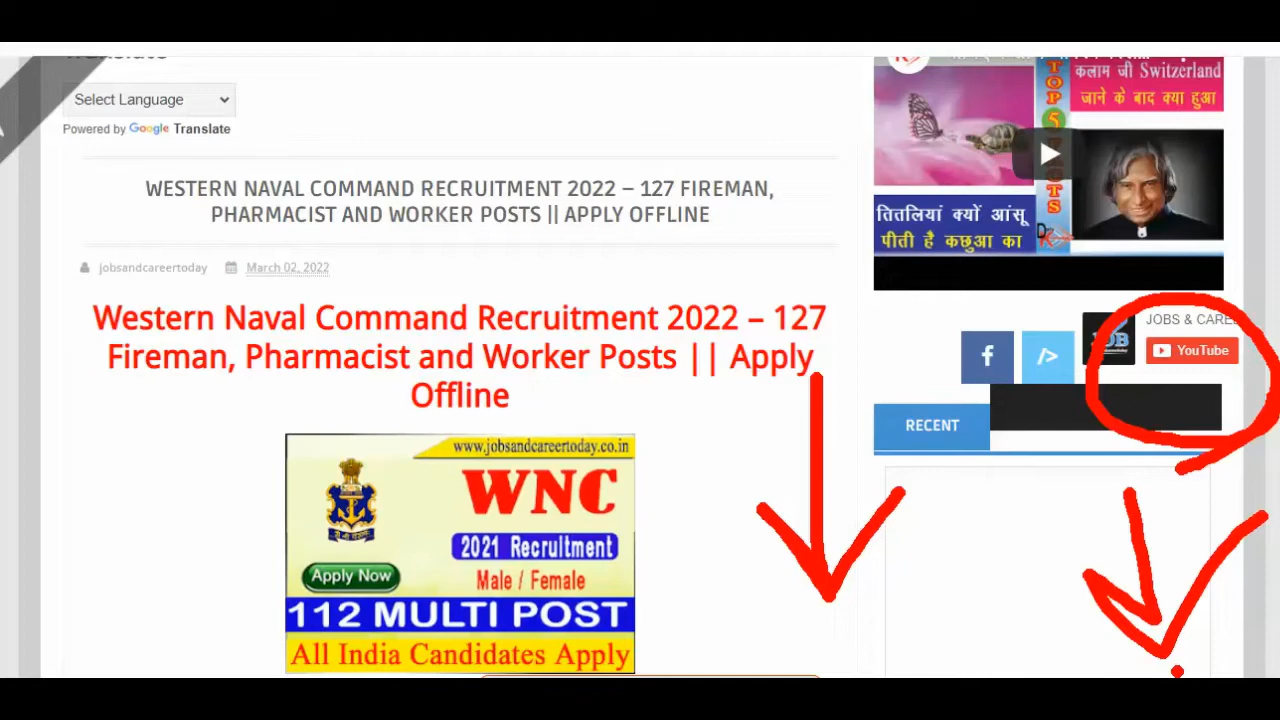 Translate
Select Language
Powered by Google Translate
WESTERN NAVAL COMMAND RECRUITMENT 2022 – 127 FIREMAN,
PHARMACIST AND WORKER POSTS || APPLY OFFLINE
jobsandcareertoday March 02, 2022
Western Naval Command Recruitment 2022 – 127
Fireman, Pharmacist and Worker Posts || Apply
Offline
www.jobsandcareertoday.co.in
WNC
2021 Recruitment
Apply Now
Male / Female
112 MULTI POST
All India Candidates Apply
TOP
5
कलाम जी Switzerland
जाने के बाद क्या हुआ
तितलियां क्यों आंसू
पीती है कछुआ का
JOBS & CARE
YouTube
RECENT